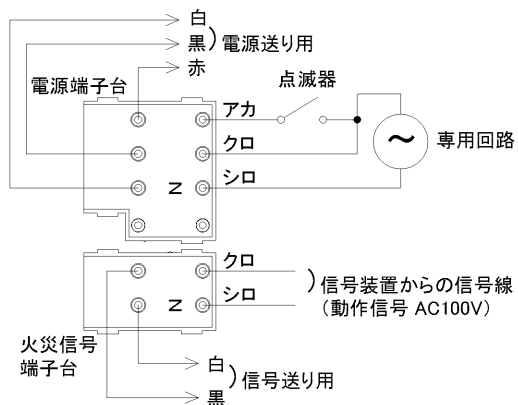 白
黒
電源送り用
赤
電源端子台
点滅器
アカ
クロ
専用回路
シロ
N
クロ
信号装置からの信号線
シロ
(動作信号 AC100V)
N
火災信号
端子台
白
信号送り用
黒